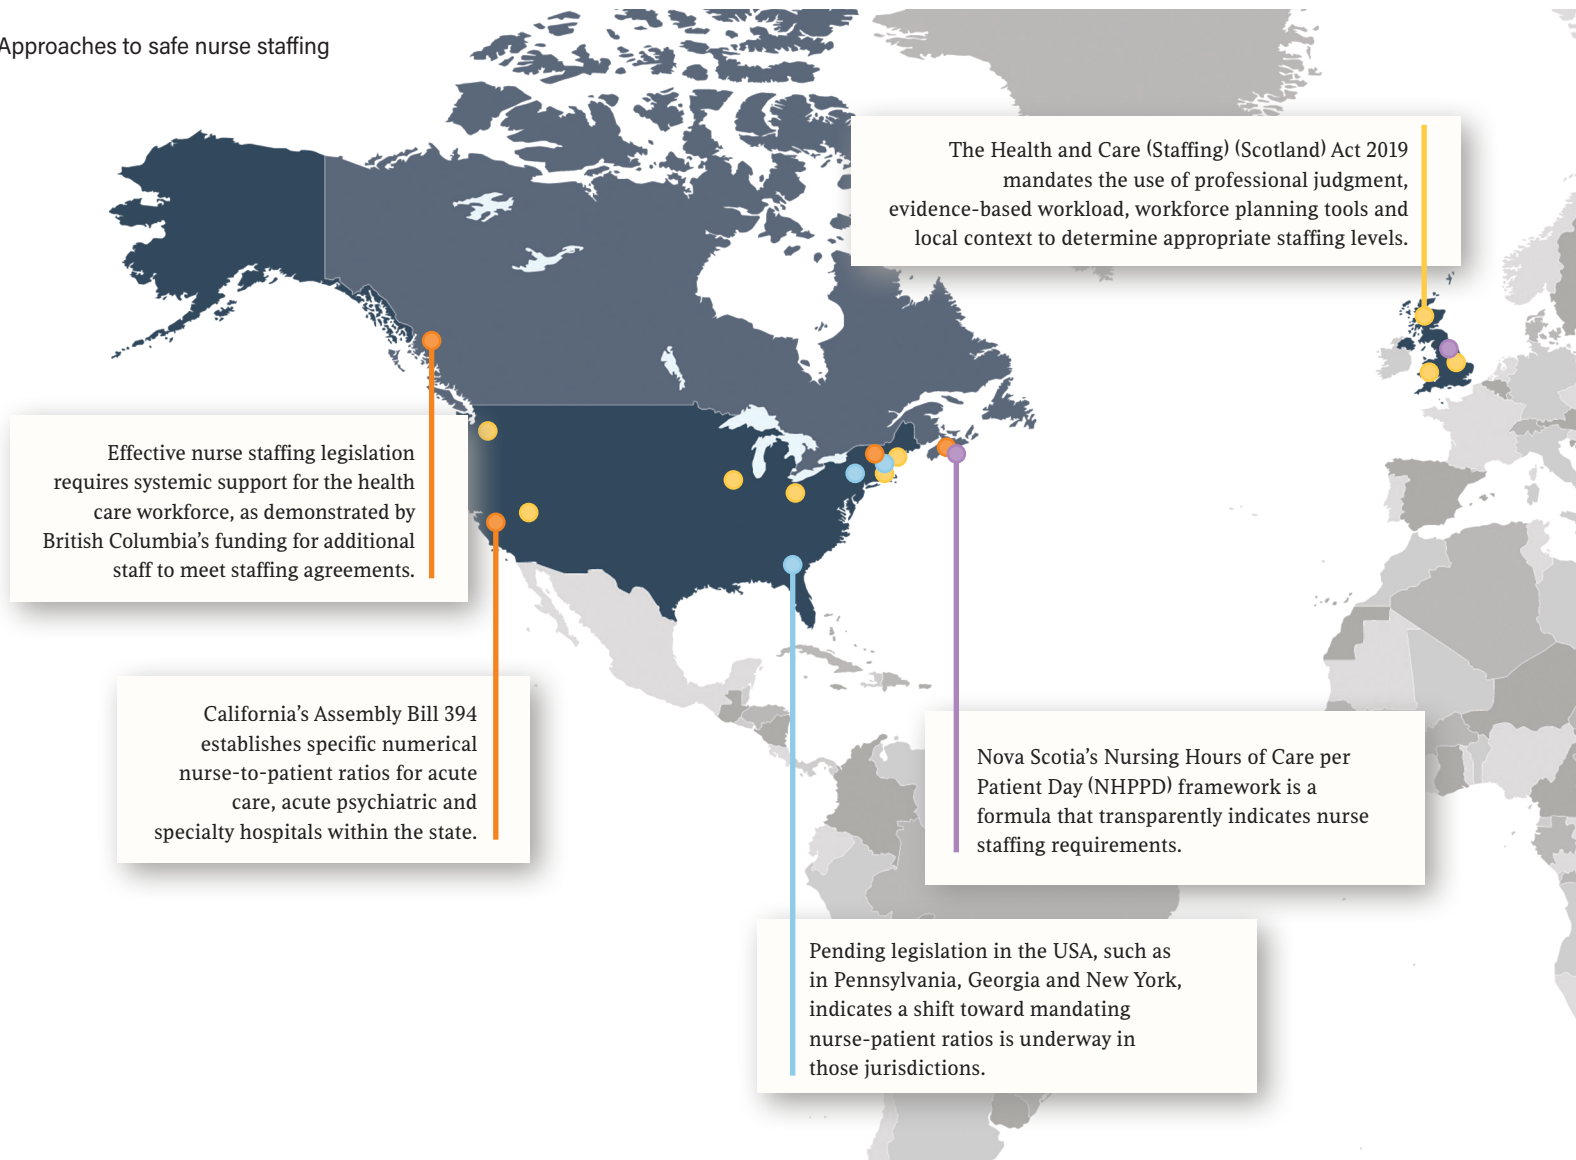 Approaches to safe nurse staffing
The Health and Care (Staffing) (Scotland) Act 2019
mandates the use of professional judgment,
evidence-based workload, workforce planning tools and
local context to determine appropriate staffing levels.
Effective nurse staffing legislation
requires systemic support for the health
care workforce, as demonstrated by
British Columbia’s funding for additional
staff to meet staffing agreements.
California’s Assembly Bill 394
establishes specific numerical
nurse-to-patient ratios for acute
care, acute psychiatric and
specialty hospitals within the state.
Nova Scotia’s Nursing Hours of Care per
Patient Day (NHPPD) framework is a
formula that transparently indicates nurse
staffing requirements.
Pending legislation in the USA, such as
in Pennsylvania, Georgia and New York,
indicates a shift toward mandating
nurse-patient ratios is underway in
those jurisdictions.